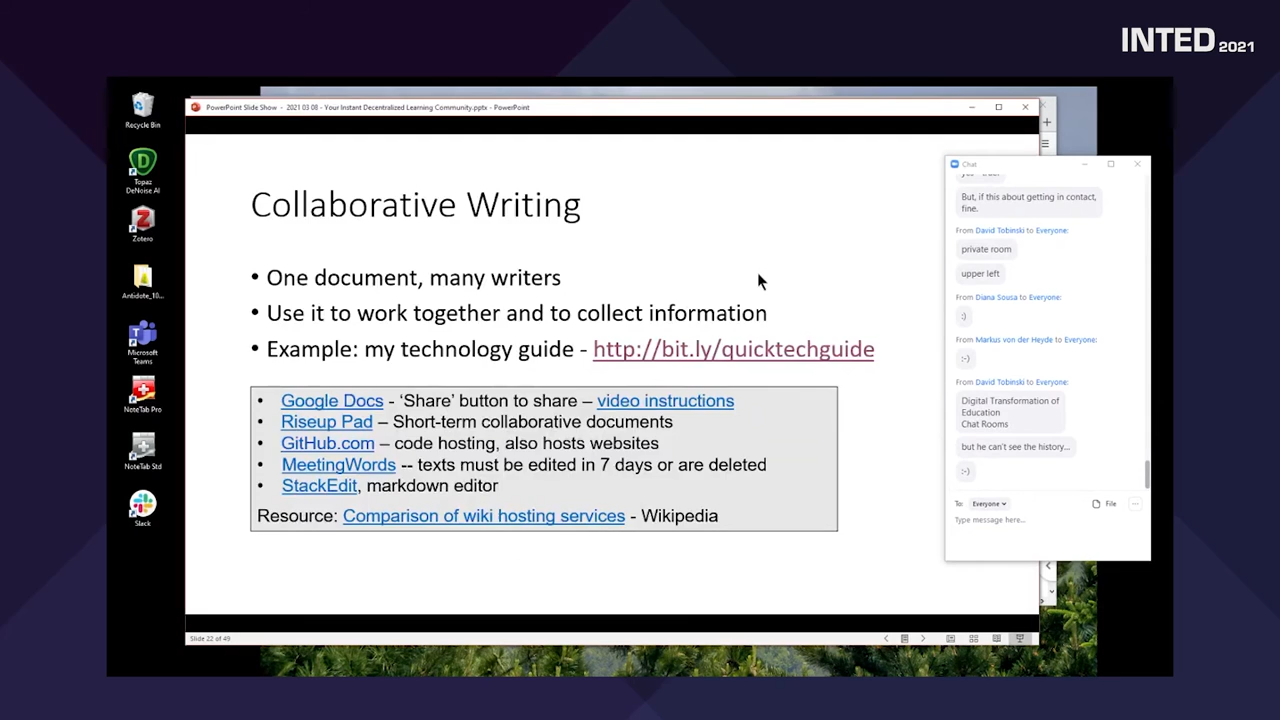 INTED 2021
Recycle Bin
Topaz
DeNoise AI
Zotero
Antidote_10...
Microsoft
Teams
NoteTab Pro
NoteTab Std
Slack
PowerPoint Slide Show - 2021 03 08 - Your Instant Decentralized Learning Community.pptx - PowerPoint
Collaborative Writing
• One document, many writers
• Use it to work together and to collect information
• Example: my technology guide - http://bit.ly/quicktechguide
• Google Docs - ‘Share’ button to share – video instructions
• Riseup Pad – Short-term collaborative documents
• GitHub.com – code hosting, also hosts websites
• MeetingWords -- texts must be edited in 7 days or are deleted
• StackEdit, markdown editor
Resource: Comparison of wiki hosting services - Wikipedia
Slide 22 of 49
Chat
But, if this about getting in contact,
fine.
From David Tobinski to Everyone:
private room
upper left
From Diana Sousa to Everyone:
:)
From Markus von der Heyde to Everyone:
:-)
From David Tobinski to Everyone:
Digital Transformation of
Education
Chat Rooms
but he can't see the history...
:-)
To: Everyone
File
Type message here...